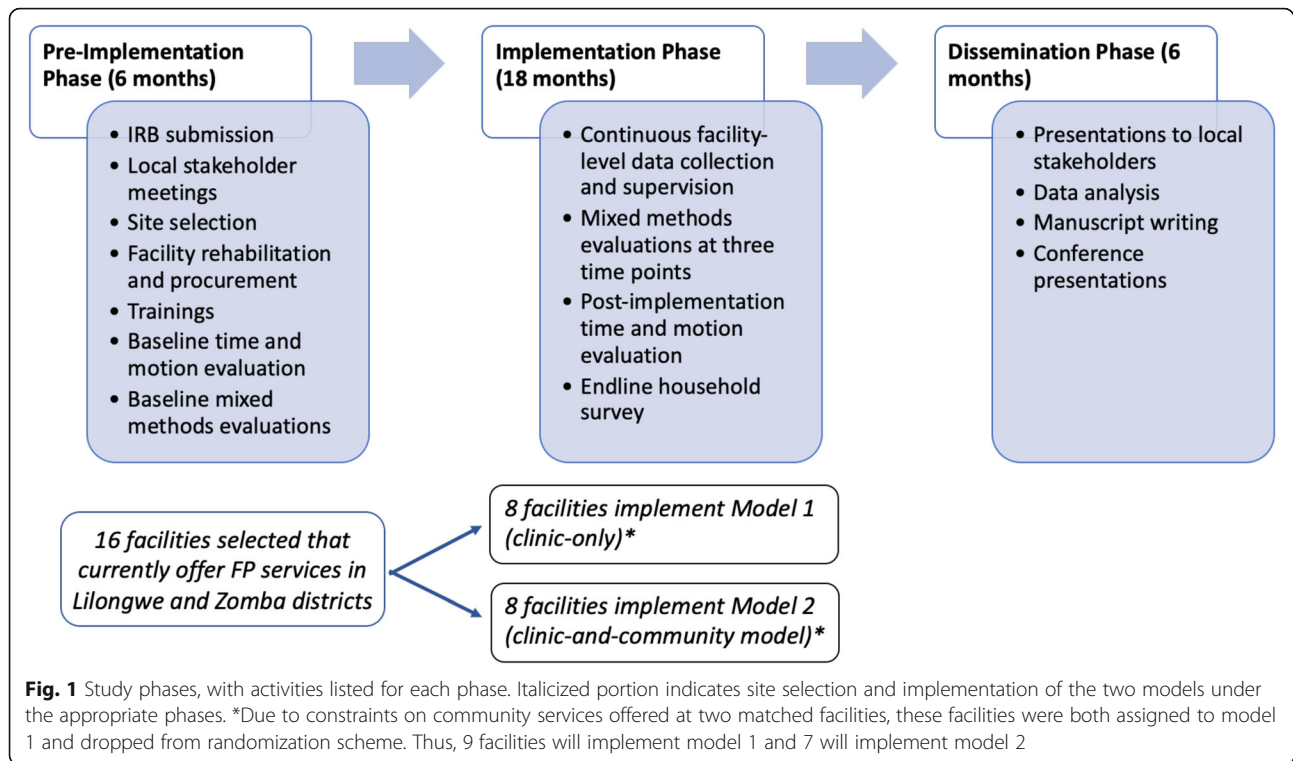 Pre-Implementation
Phase (6 months)
• IRB submission
• Local stakeholder
meetings
• Site selection
• Facility rehabilitation
and procurement
• Trainings
• Baseline time and
motion evaluation
• Baseline mixed
methods evaluations
Implementation Phase
(18 months)
• Continuous facility-
level data collection
and supervision
• Mixed methods
evaluations at three
time points
• Post-implementation
time and motion
evaluation
• Endline household
survey
Dissemination Phase (6
months)
• Presentations to local
stakeholders
• Data analysis
• Manuscript writing
• Conference
presentations
16 facilities selected that
currently offer FP services in
Lilongwe and Zomba districts
8 facilities implement Model 1
(clinic-only)*
8 facilities implement Model 2
(clinic-and-community model)*
Fig. 1 Study phases, with activities listed for each phase. Italicized portion indicates site selection and implementation of the two models under
the appropriate phases. *Due to constraints on community services offered at two matched facilities, these facilities were both assigned to model
1 and dropped from randomization scheme. Thus, 9 facilities will implement model 1 and 7 will implement model 2